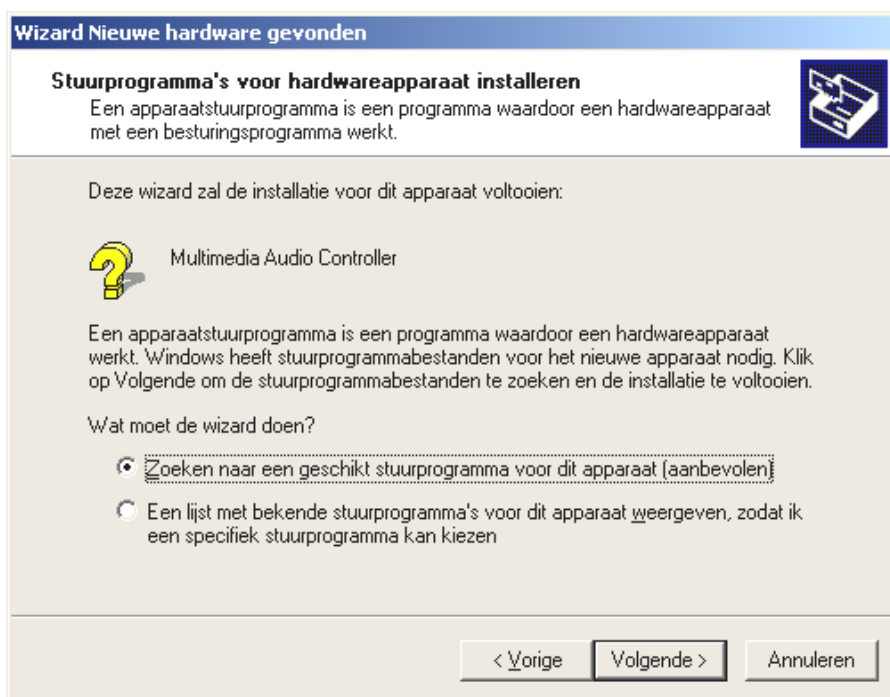 Wizard Nieuwe hardware gevonden
Stuurprogramma's voor hardwareapparaat installeren
Een apparaatstuurprogramma is een programma waardoor een hardwareapparaat
met een besturingsprogramma werkt.
Deze wizard zal de installatie voor dit apparaat voltooien:
Multimedia Audio Controller
Een apparaatstuurprogramma is een programma waardoor een hardwareapparaat
werkt. Windows heeft stuurprogrammabestanden voor het nieuwe apparaat nodig. Klik
op Volgende om de stuurprogrammabestanden te zoeken en de installatie te voltooien.
Wat moet de wizard doen?
Zoeken naar een geschikt stuurprogramma voor dit apparaat (aanbevolen)
Een lijst met bekende stuurprogramma's voor dit apparaat weergeven, zodat ik
een specifiek stuurprogramma kan kiezen
< Vorige
Volgende >
Annuleren